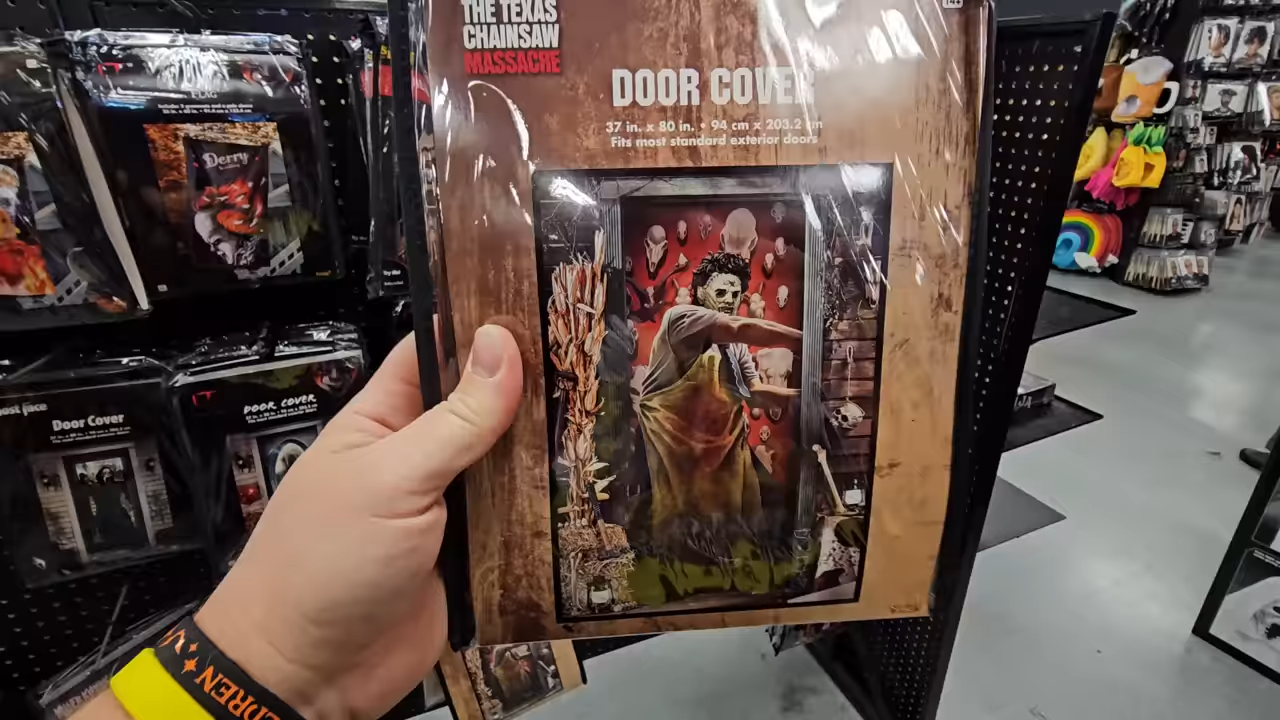 THE TEXAS
CHAINSAW
MASSACRE
DOOR COVER
37 in. x 80 in. • 94 cm x 203.2 cm
Fits most standard exterior doors
Derry
Door Cover
IT
DOOR COVER